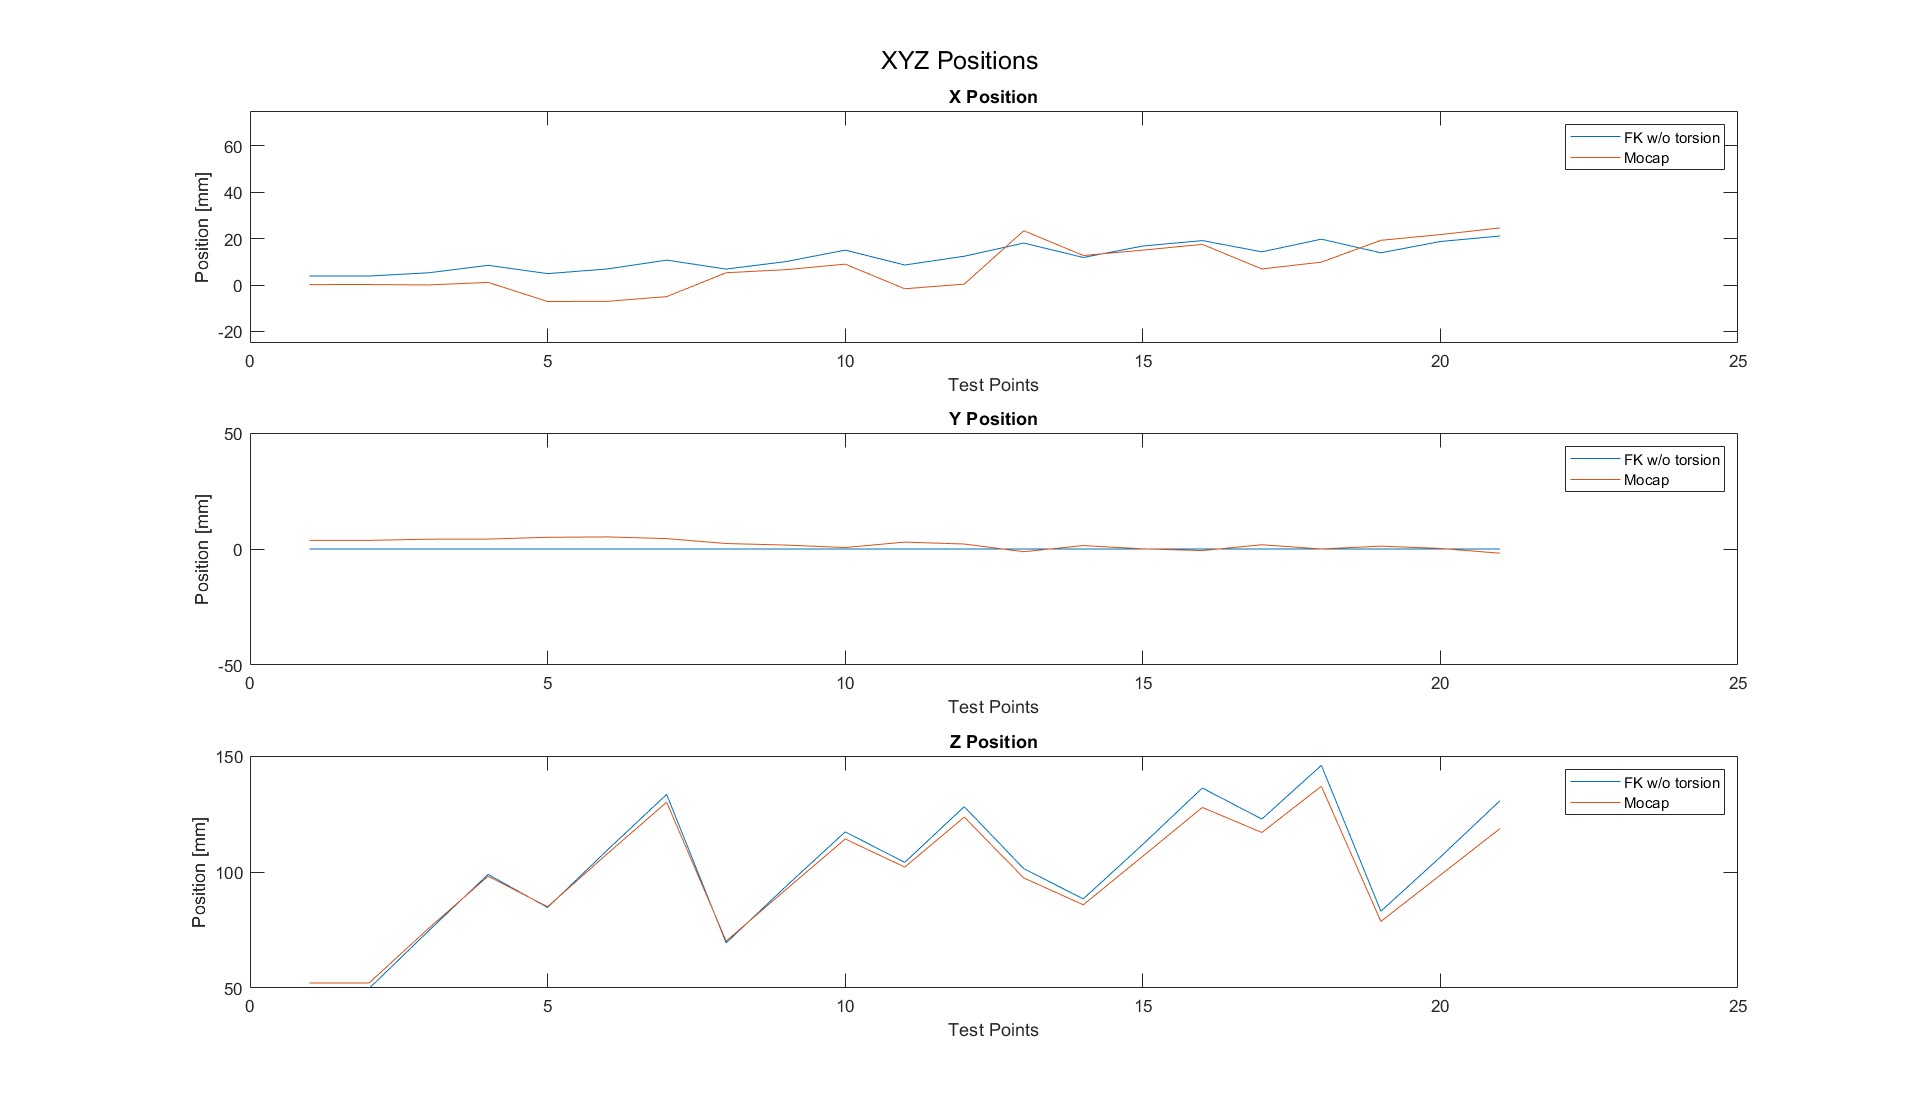 XYZ Positions
X Position
Position [mm]
60
40
20
0
-20
0 5 10 15 20 25
Test Points
FK w/o torsion
Mocap
Y Position
Position [mm]
50
0
-50
0 5 10 15 20 25
Test Points
FK w/o torsion
Mocap
Z Position
Position [mm]
150
100
50
0 5 10 15 20 25
Test Points
FK w/o torsion
Mocap